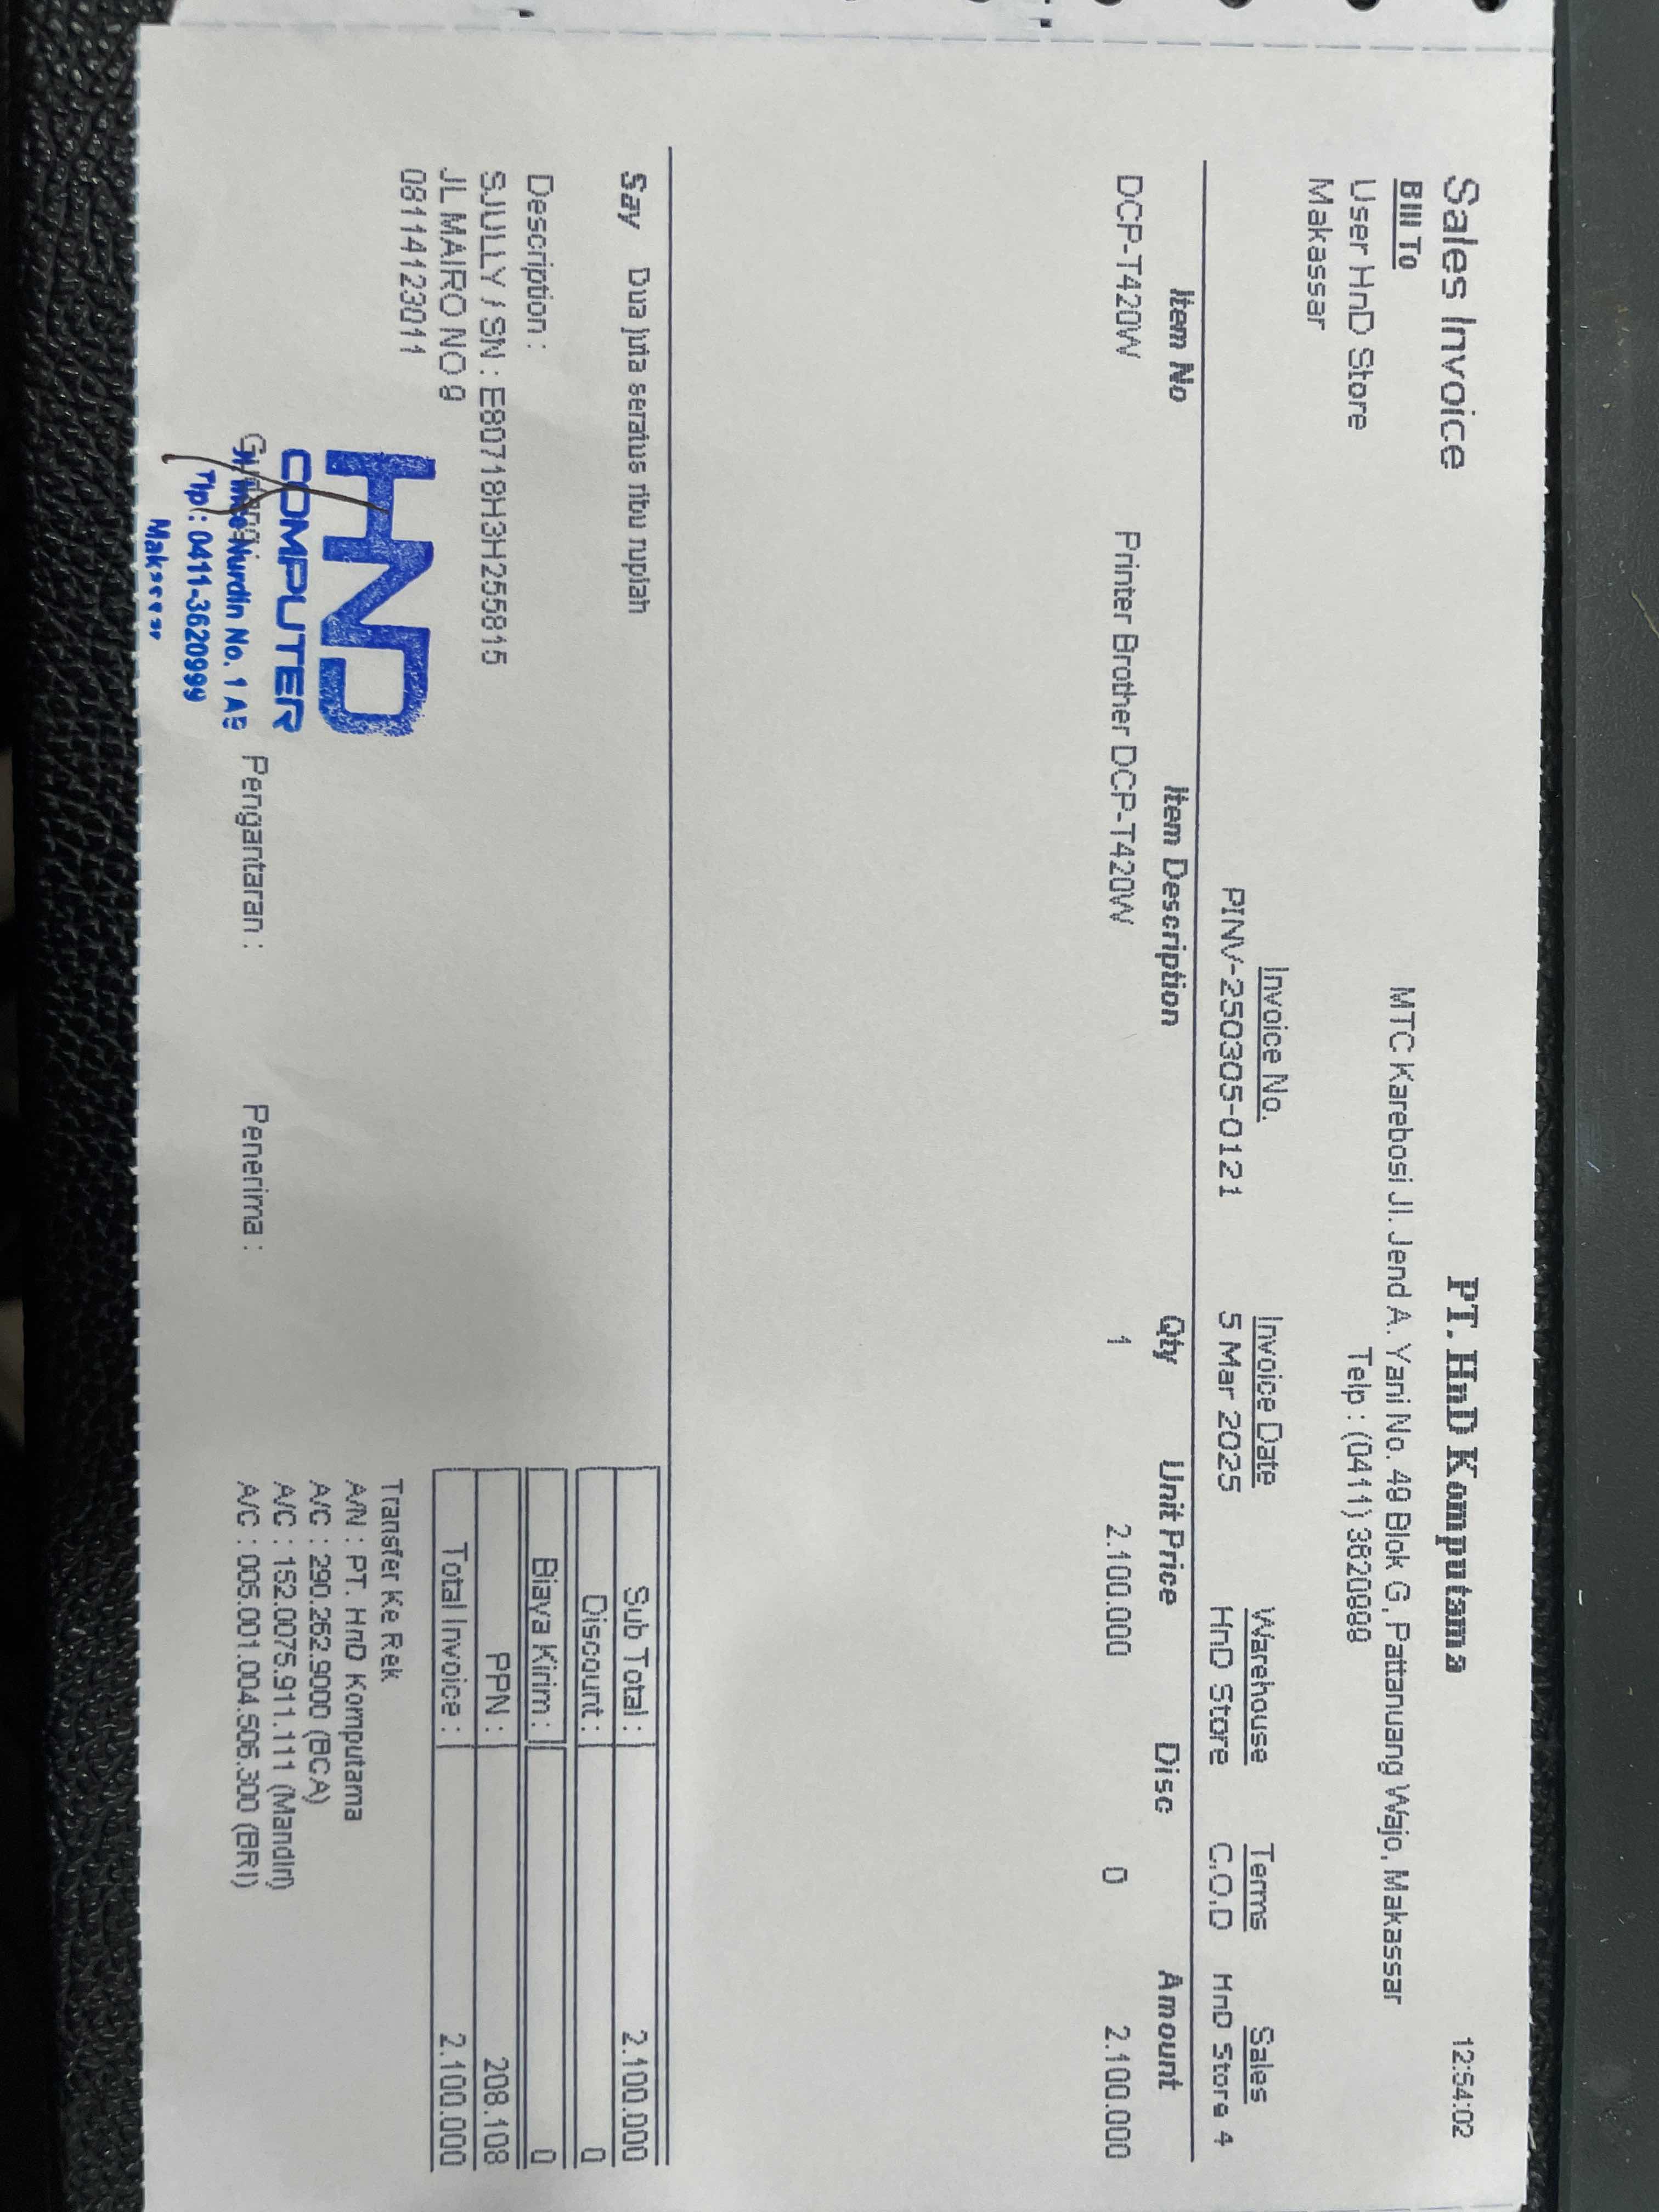 Sales Invoice
PT. HnD Komputama
12:54:02
Bill To
MTC Karebosi Jl. Jend A. Yani No. 49 Blok G, Pattanuang Wajo, Makassar
User HnD Store
Telp : (0411)
Makassar
Invoice No. Invoice Date Warehouse Terms Sales
PINV-250305-0121 5 Mar 2025 HnD Store C.O.D HnD Store 4
Item No Item Description Qty Unit Price Disc Amount
DCP-T420W Printer Brother DCP-T420W 1 2.100.000 0 2.100.000
Say Dua juta seratus ribu rupiah
Sub Total : 2.100.000
Discount : 0
Biaya Kirim : 0
PPN : 208.108
Total Invoice : 2.100.000
Description :
SJULLY / SN : E80718H3H255815
JL MAIRO NO 9
08114123011
Transfer Ke Rek
A/N : PT. HnD Komputama
A/C : 290.262.9000 (BCA)
A/C : 152.0075.911.111 (Mandiri)
A/C : 005.001.004.506.300 (BRI)
HND
COMPUTER
Nurdin No. 1 AB
Tlp : 0411-3620999
Makassar
Pengantaran :
Penerima :